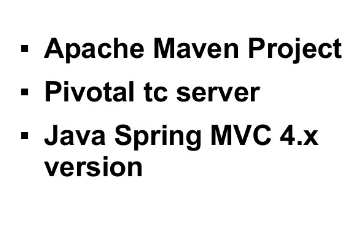 ▪ Apache Maven Project
▪ Pivotal tc server
▪ Java Spring MVC 4.x
version